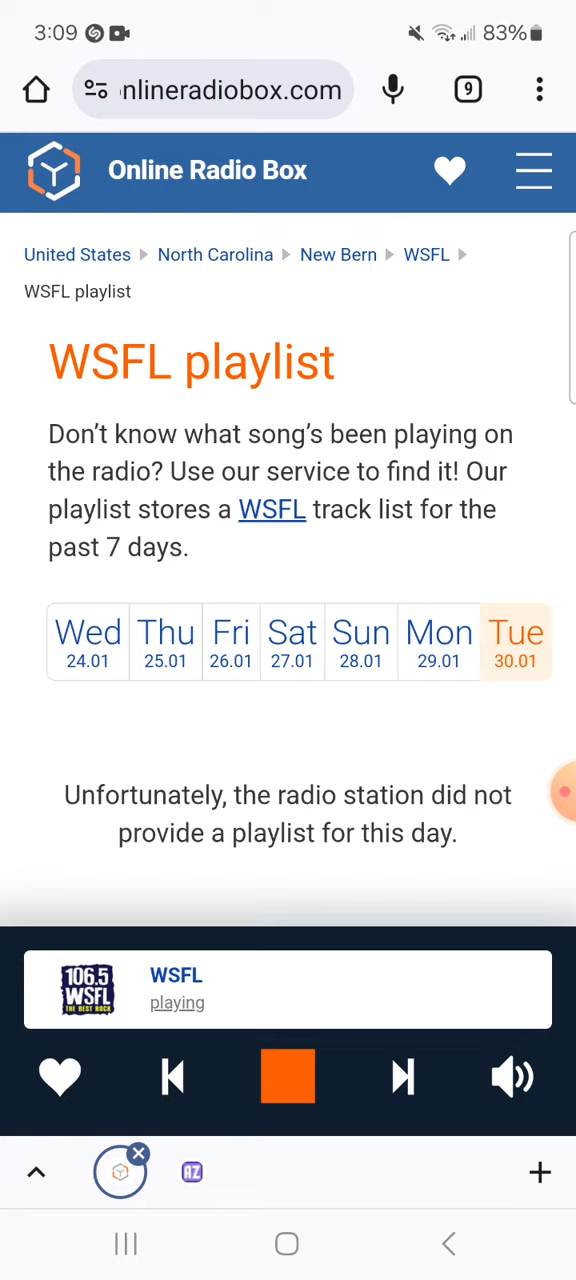 3:09
83%
nlineradiobox.com
9
Online Radio Box
United States North Carolina New Bern WSFL
WSFL playlist
WSFL playlist
Don’t know what song’s been playing on
the radio? Use our service to find it! Our
playlist stores a WSFL track list for the
past 7 days.
Wed Thu Fri Sat Sun Mon Tue
24.01 25.01 26.01 27.01 28.01 29.01 30.01
Unfortunately, the radio station did not
provide a playlist for this day.
106.5
WSFL
THE BEST ROCK
WSFL
playing
AZ